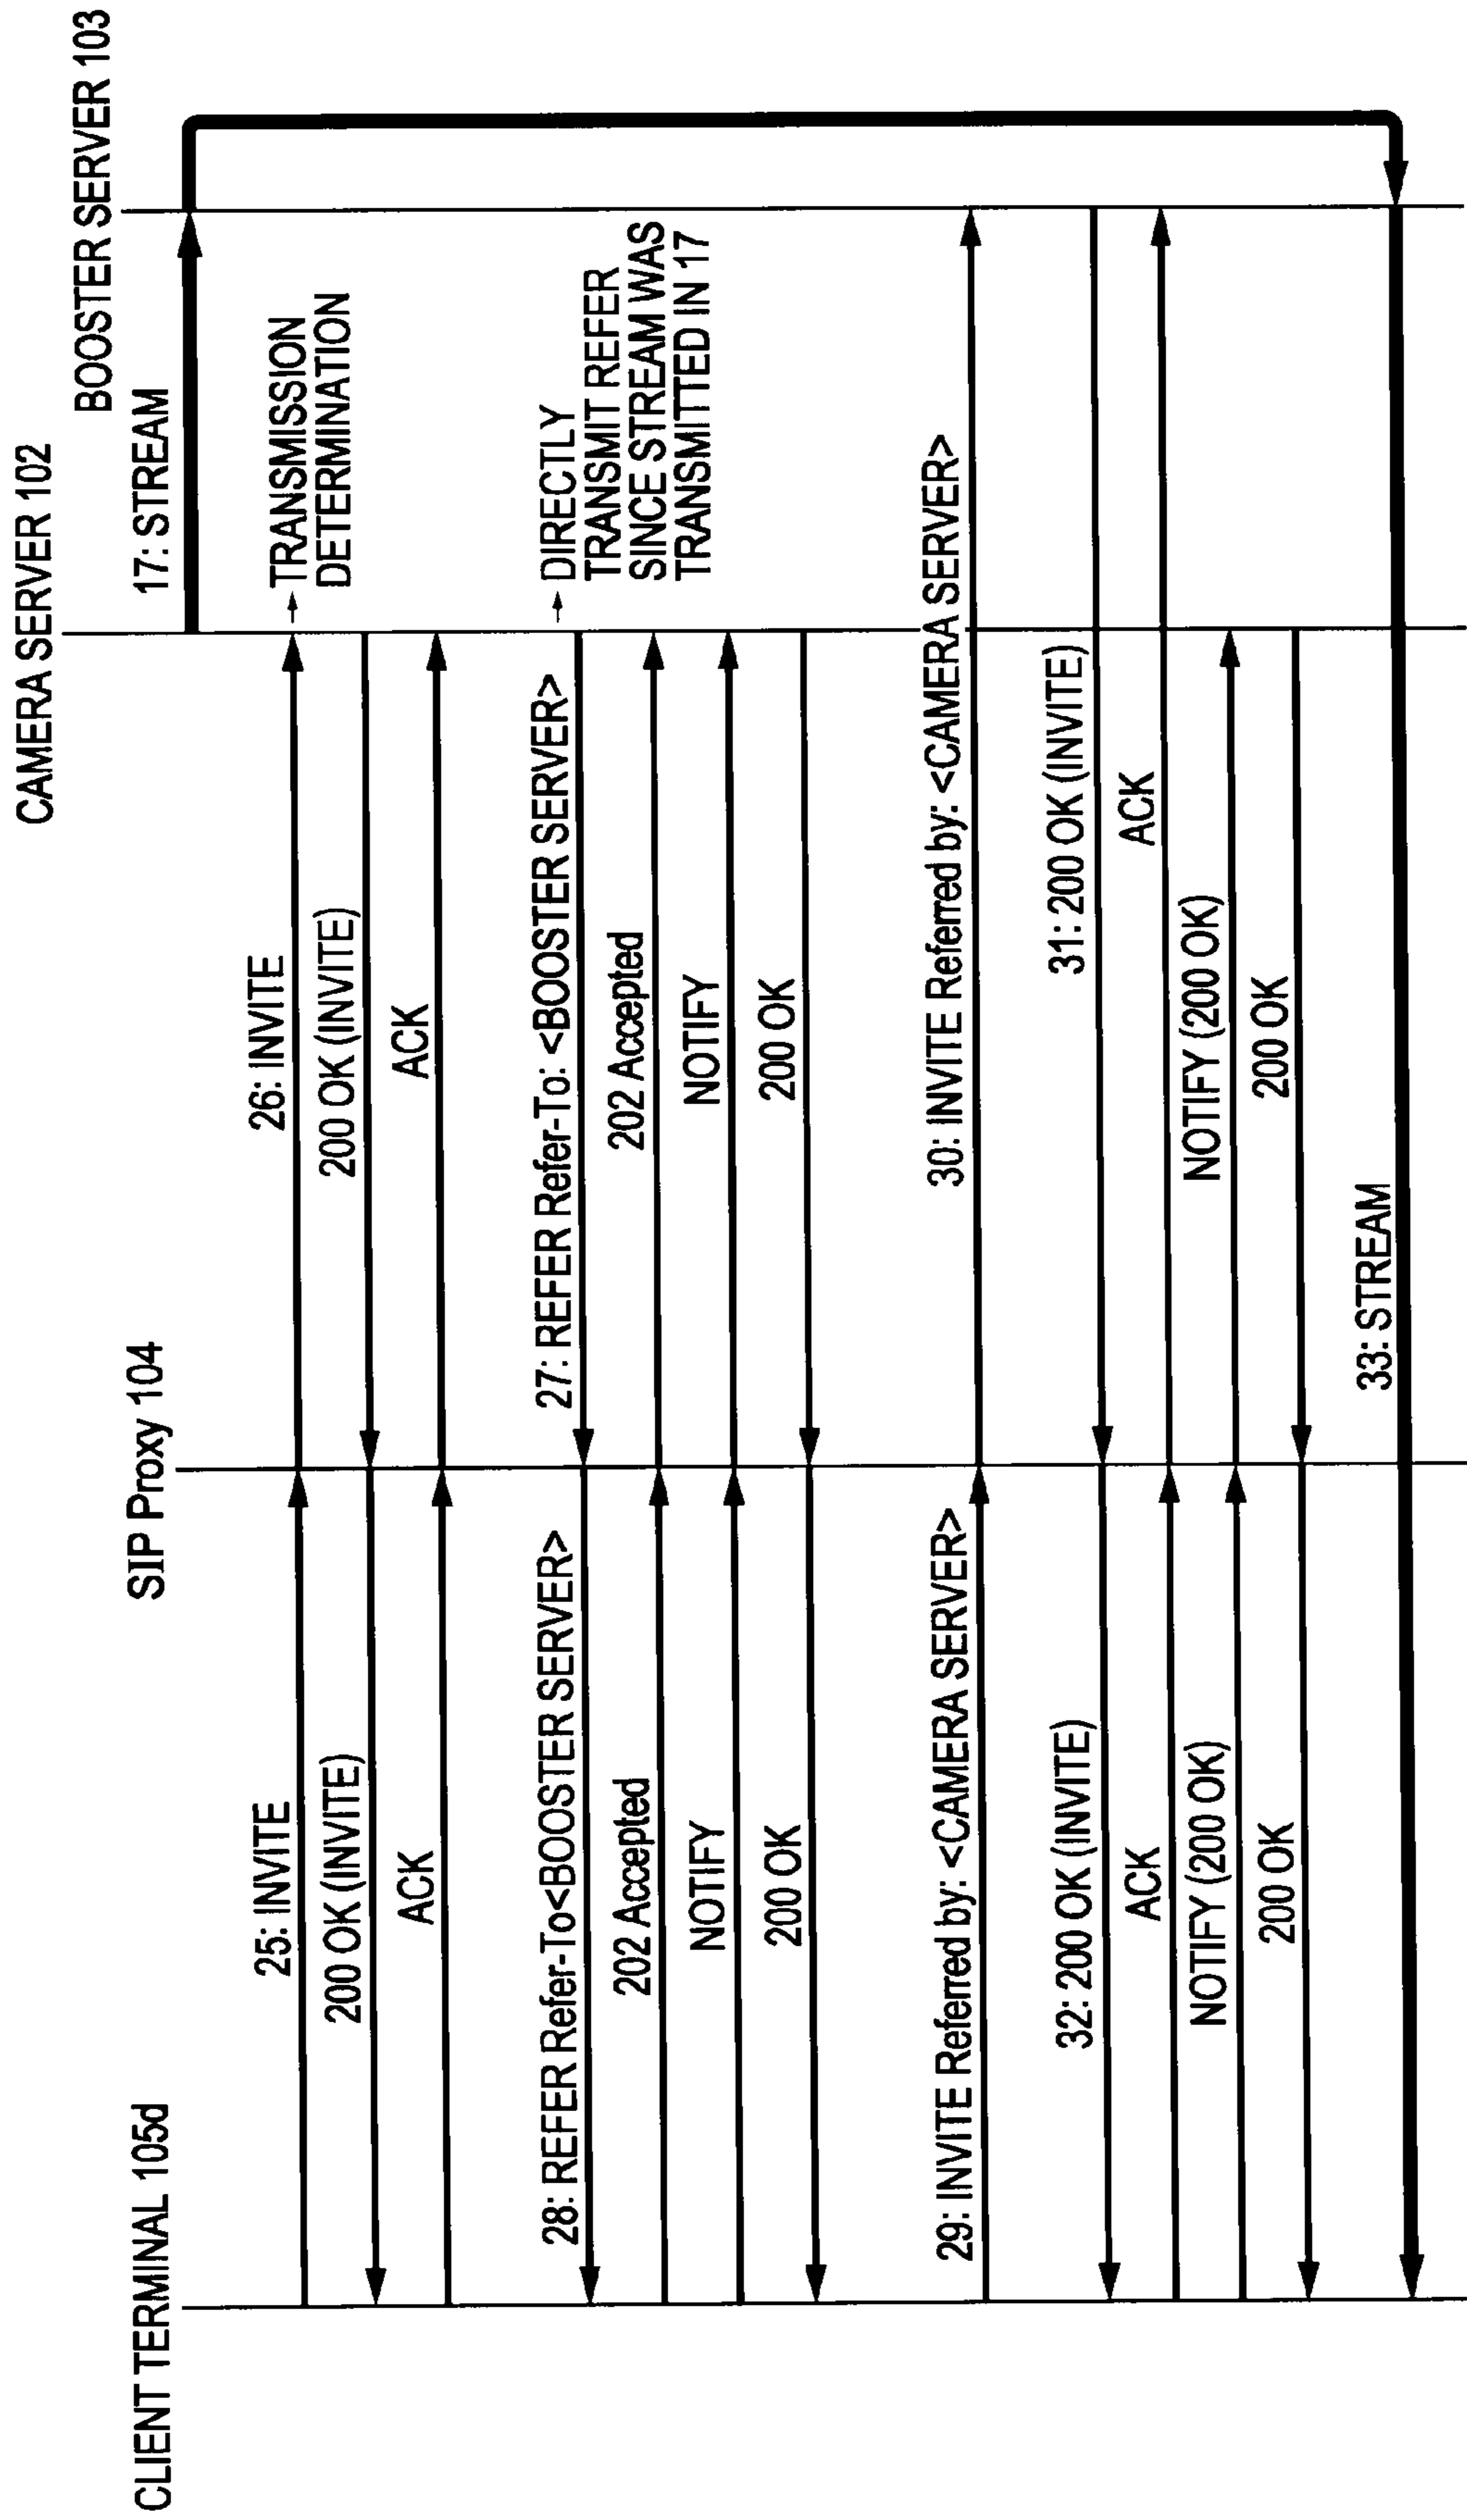 CLIENT TERMINAL 105d
SIP Proxy 104
CAMERA SERVER 102
BOOSTER SERVER 103
17: STREAM
25: INVITE
26: INVITE
TRANSMISSION
DETERMINATION
200 OK (INVITE)
200 OK (INVITE)
ACK
ACK
DIRECTLY
TRANSMIT REFER
SINCE STREAM WAS
TRANSMITTED IN 17
28: REFER Refer-To<BOOSTER SERVER>
27: REFER Refer-To: <BOOSTER SERVER>
202 Accepted
202 Accepted
NOTIFY
NOTIFY
200 OK
200 OK
29: INVITE Referred by: <CAMERA SERVER>
30: INVITE Referred by: <CAMERA SERVER>
32: 200 OK (INVITE)
31: 200 OK (INVITE)
ACK
ACK
NOTIFY (200 OK)
NOTIFY (200 OK)
200 OK
200 OK
33: STREAM